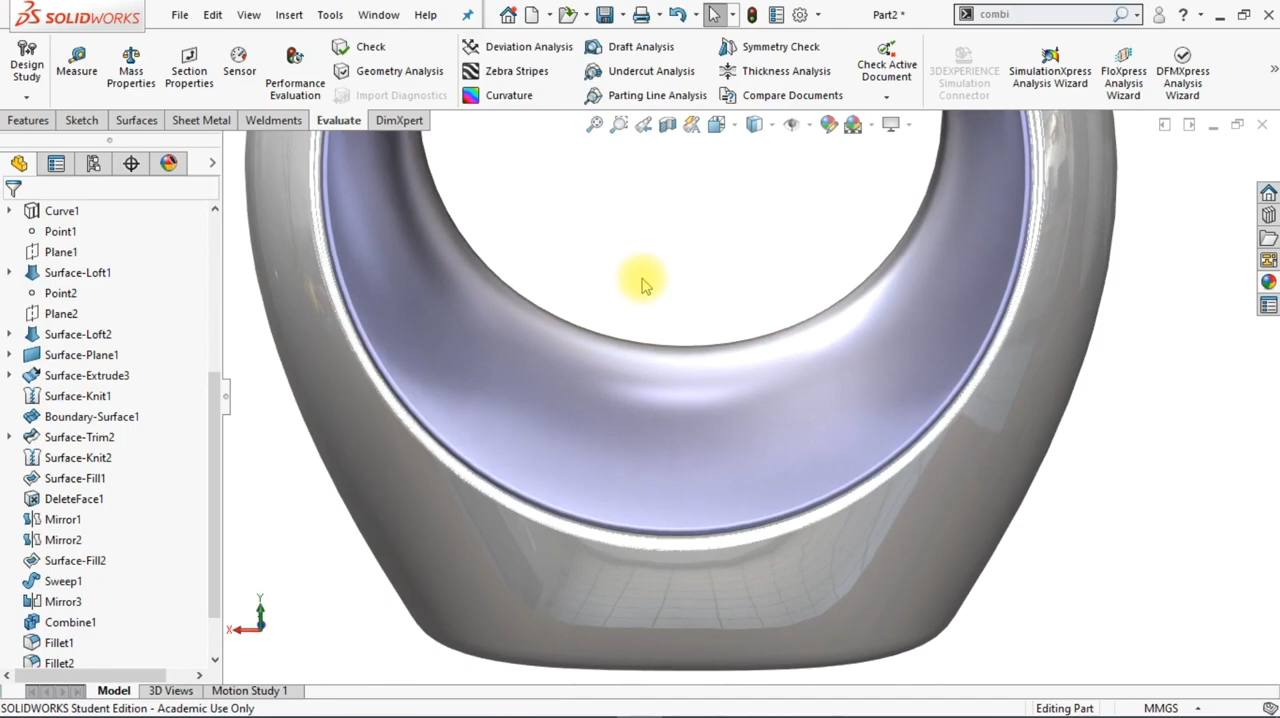 SOLIDWORKS File Edit View Insert Tools Window Help Part2 * combi ?
Design Study
Measure
Mass Properties
Section Properties
Sensor
Performance Evaluation
Check
Geometry Analysis
Import Diagnostics
Deviation Analysis
Zebra Stripes
Curvature
Draft Analysis
Undercut Analysis
Parting Line Analysis
Symmetry Check
Thickness Analysis
Compare Documents
Check Active Document
3DEXPERIENCE Simulation Connector
SimulationXpress Analysis Wizard
FloXpress Analysis Wizard
DFMXpress Analysis Wizard
Features Sketch Surfaces Sheet Metal Weldments Evaluate DimXpert
Curve1
Point1
Plane1
Surface-Loft1
Point2
Plane2
Surface-Loft2
Surface-Plane1
Surface-Extrude3
Surface-Knit1
Boundary-Surface1
Surface-Trim2
Surface-Knit2
Surface-Fill1
DeleteFace1
Mirror1
Mirror2
Surface-Fill2
Sweep1
Mirror3
Combine1
Fillet1
Fillet2
Y
X
Model 3D Views Motion Study 1
SOLIDWORKS Student Edition - Academic Use Only Editing Part MMGS